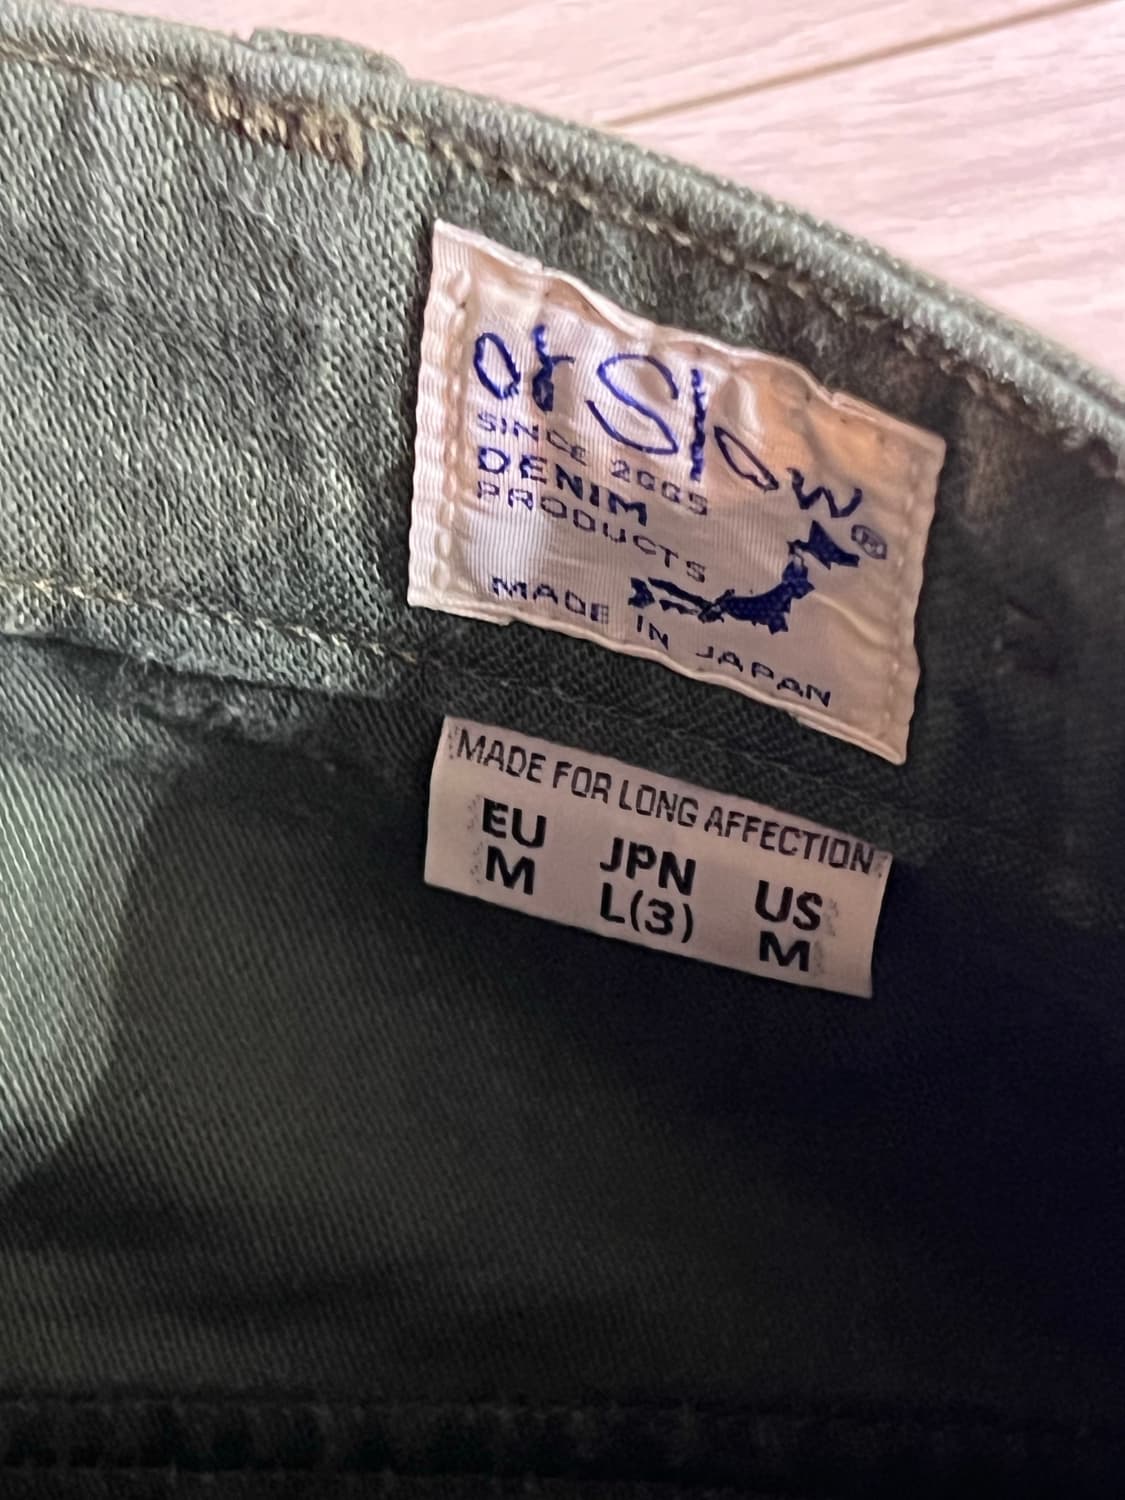 orSlow®
SINCE 2005
DENIM
PRODUCTS
MADE IN JAPAN
MADE FOR LONG AFFECTION
EU JPN US
M L(3) M